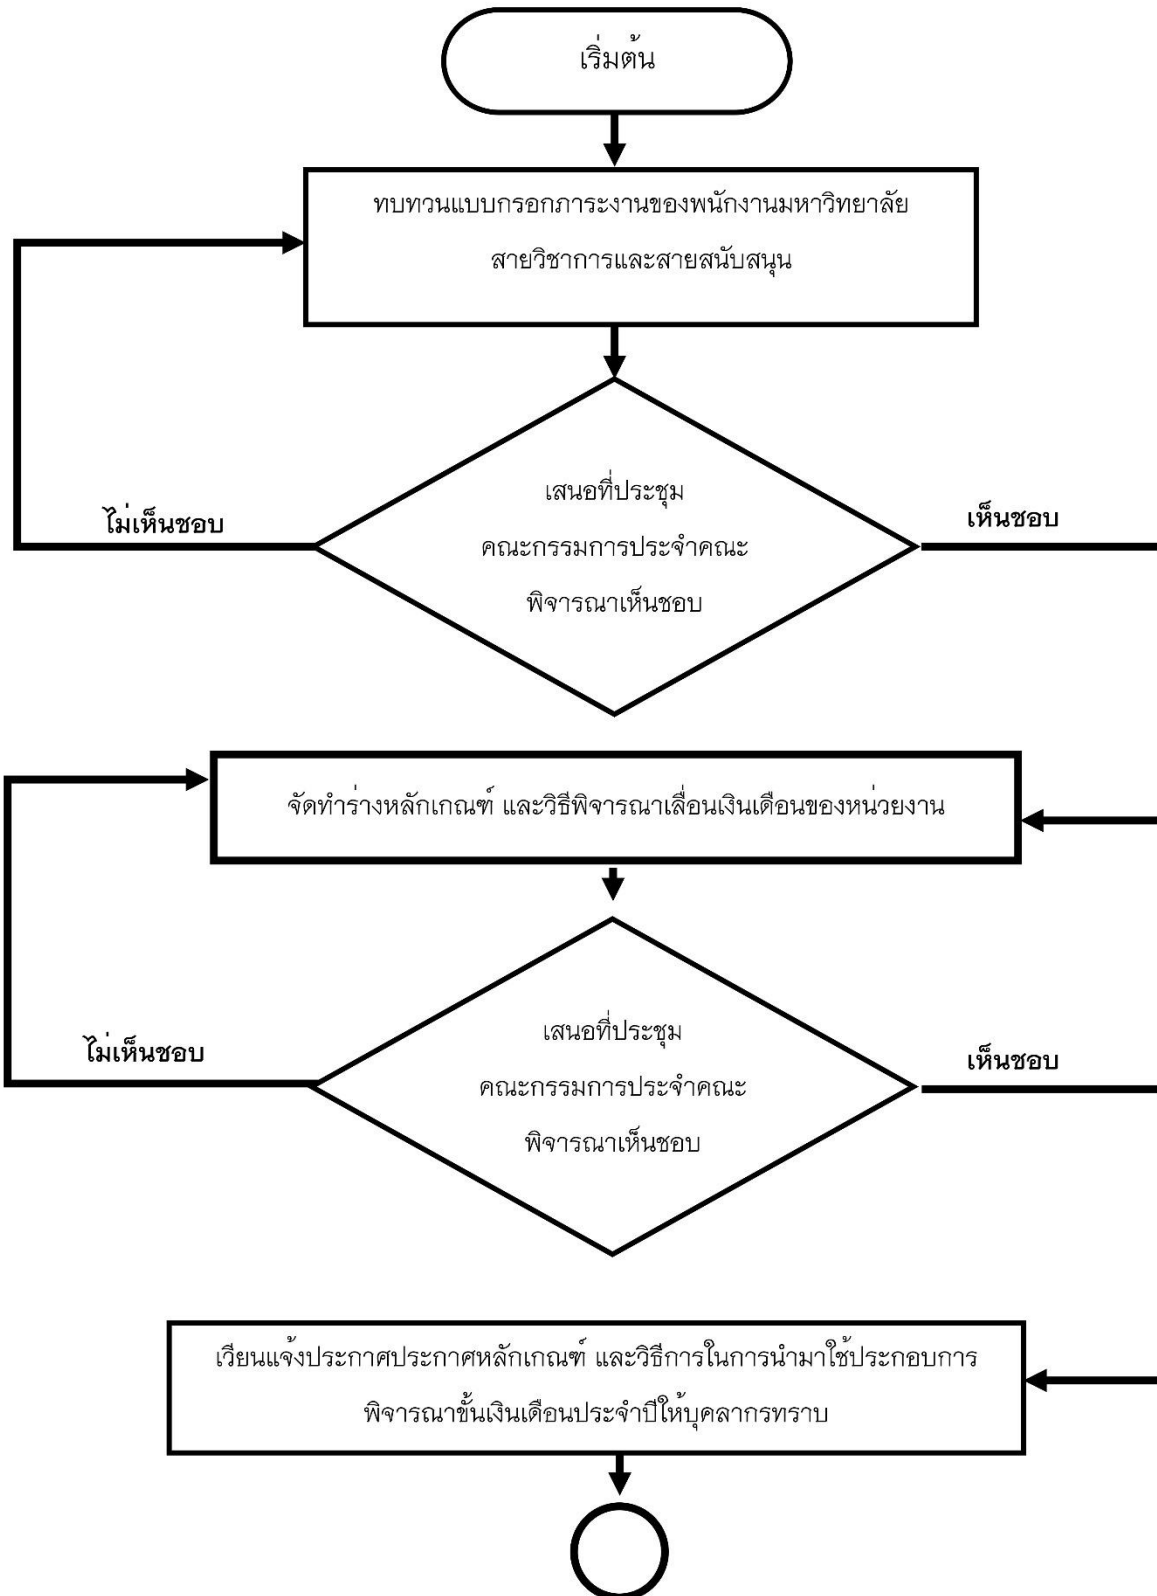 เริ่มต้น
ทบทวนแบบกรอกภาระงานของพนักงานมหาวิทยาลัย
สายวิชาการและสายสนับสนุน
เสนอที่ประชุม
คณะกรรมการประจำคณะ
พิจารณาเห็นชอบ
ไม่เห็นชอบ
เห็นชอบ
จัดทำร่างหลักเกณฑ์ และวิธีพิจารณาเลื่อนเงินเดือนของหน่วยงาน
เสนอที่ประชุม
คณะกรรมการประจำคณะ
พิจารณาเห็นชอบ
ไม่เห็นชอบ
เห็นชอบ
เวียนแจ้งประกาศประกาศหลักเกณฑ์ และวิธีการในการนำมาใช้ประกอบการ
พิจารณาขั้นเงินเดือนประจำปีให้บุคลากรทราบ